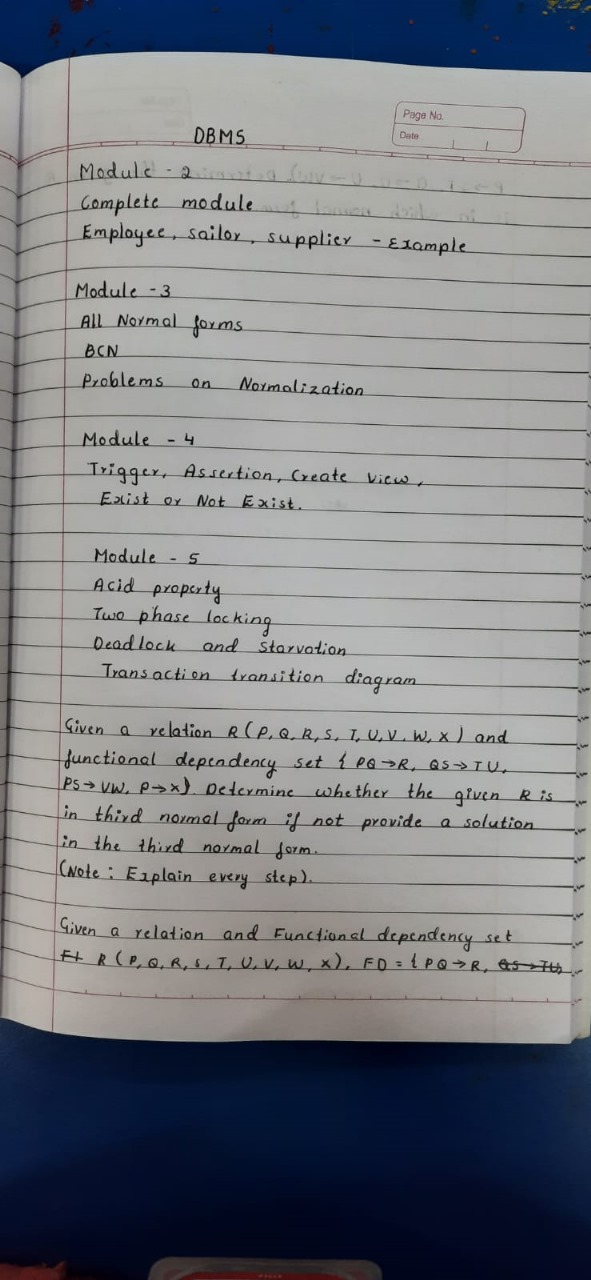 Page No.
Date
DBMS
Module - 2
Complete module
Employee, sailor, supplier - Example
Module - 3
All Normal forms
BCN
Problems on Normalization
Module - 4
Trigger, Assertion, Create view,
Exist or Not Exist.
Module - 5
Acid property
Two phase locking
Deadlock and starvation
Transaction transition diagram
Given a relation R (P, Q, R, S, T, U, V, W, X) and
functional dependency set { PQ→R, QS→TU,
PS→VW, P→X} Determine whether the given R is
in third normal form if not provide a solution
in the third normal form.
(Note : Explain every step).
Given a relation and Functional dependency set
R (P, Q, R, S, T, U, V, W, X), FD = { PQ→R, QS→TU,